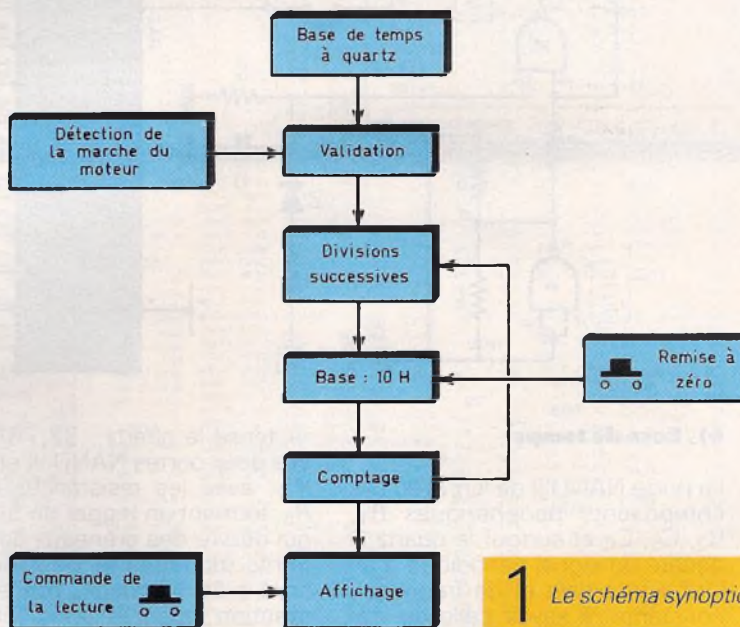 Base de temps
à quartz
Détection de
la marche du
moteur
Validation
Divisions
successives
Base : 10 H
Remise à
zéro
Comptage
Commande de
la lecture
Affichage
1 Le schéma synoptiq